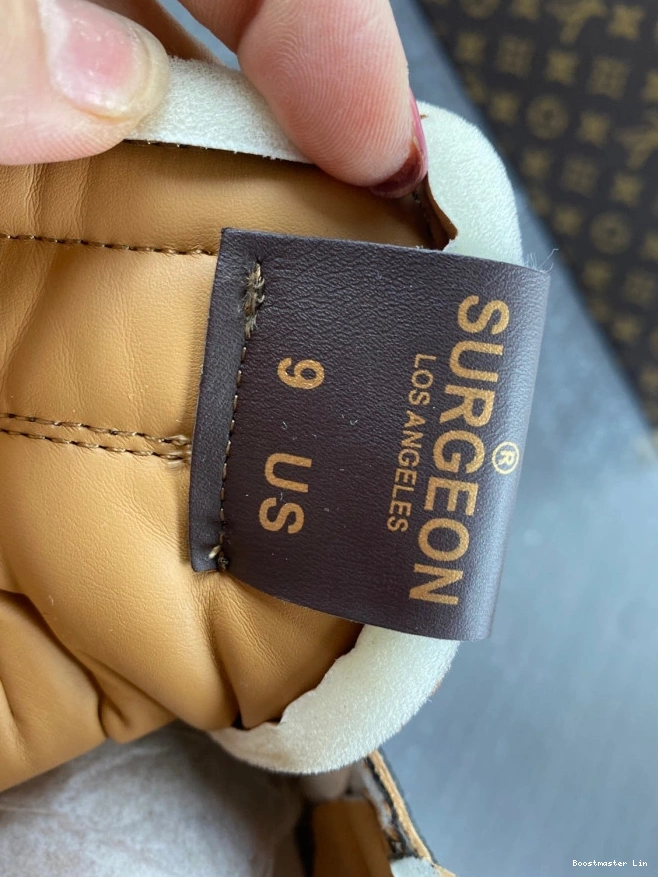 SURGEON®
LOS ANGELES
9 US
Boostmaster Lin